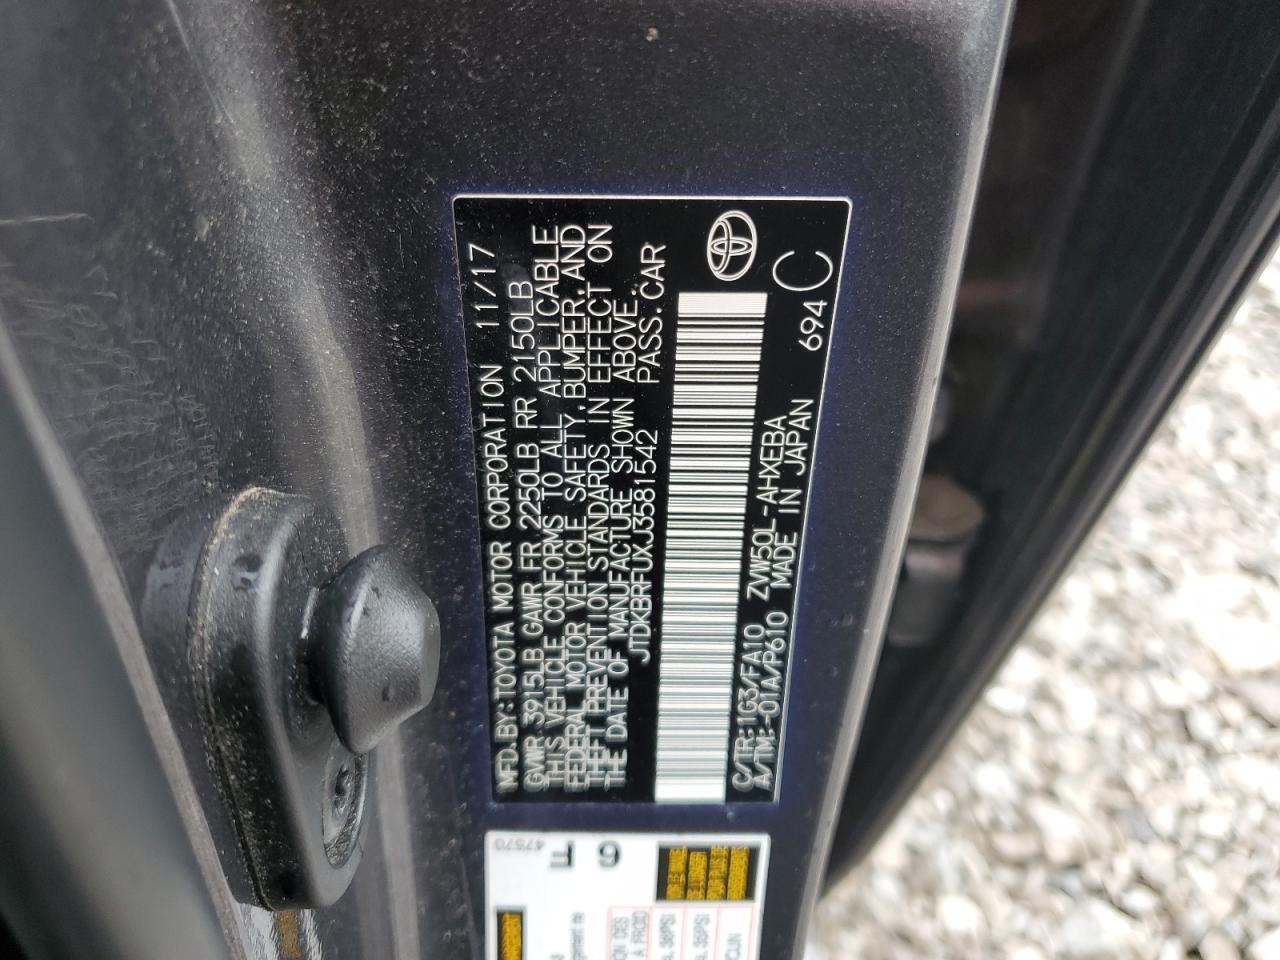 MFD.BY:TOYOTA MOTOR CORPORATION 11/17
GVWR 3915LB GAWR FR 2250LB RR 2150LB
THIS VEHICLE CONFORMS TO ALL APPLICABLE
FEDERAL MOTOR VEHICLE SAFETY,BUMPER,AND
THEFT PREVENTION STANDARDS IN EFFECT ON
THE DATE OF MANUFACTURE SHOWN ABOVE.
JTDKBRFUXJ3581542 PASS.CAR
C/TR:1G3/FA10 ZVW50L-AHXEBA
A/TM:-01A/P610 MADE IN JAPAN 694 C
47570